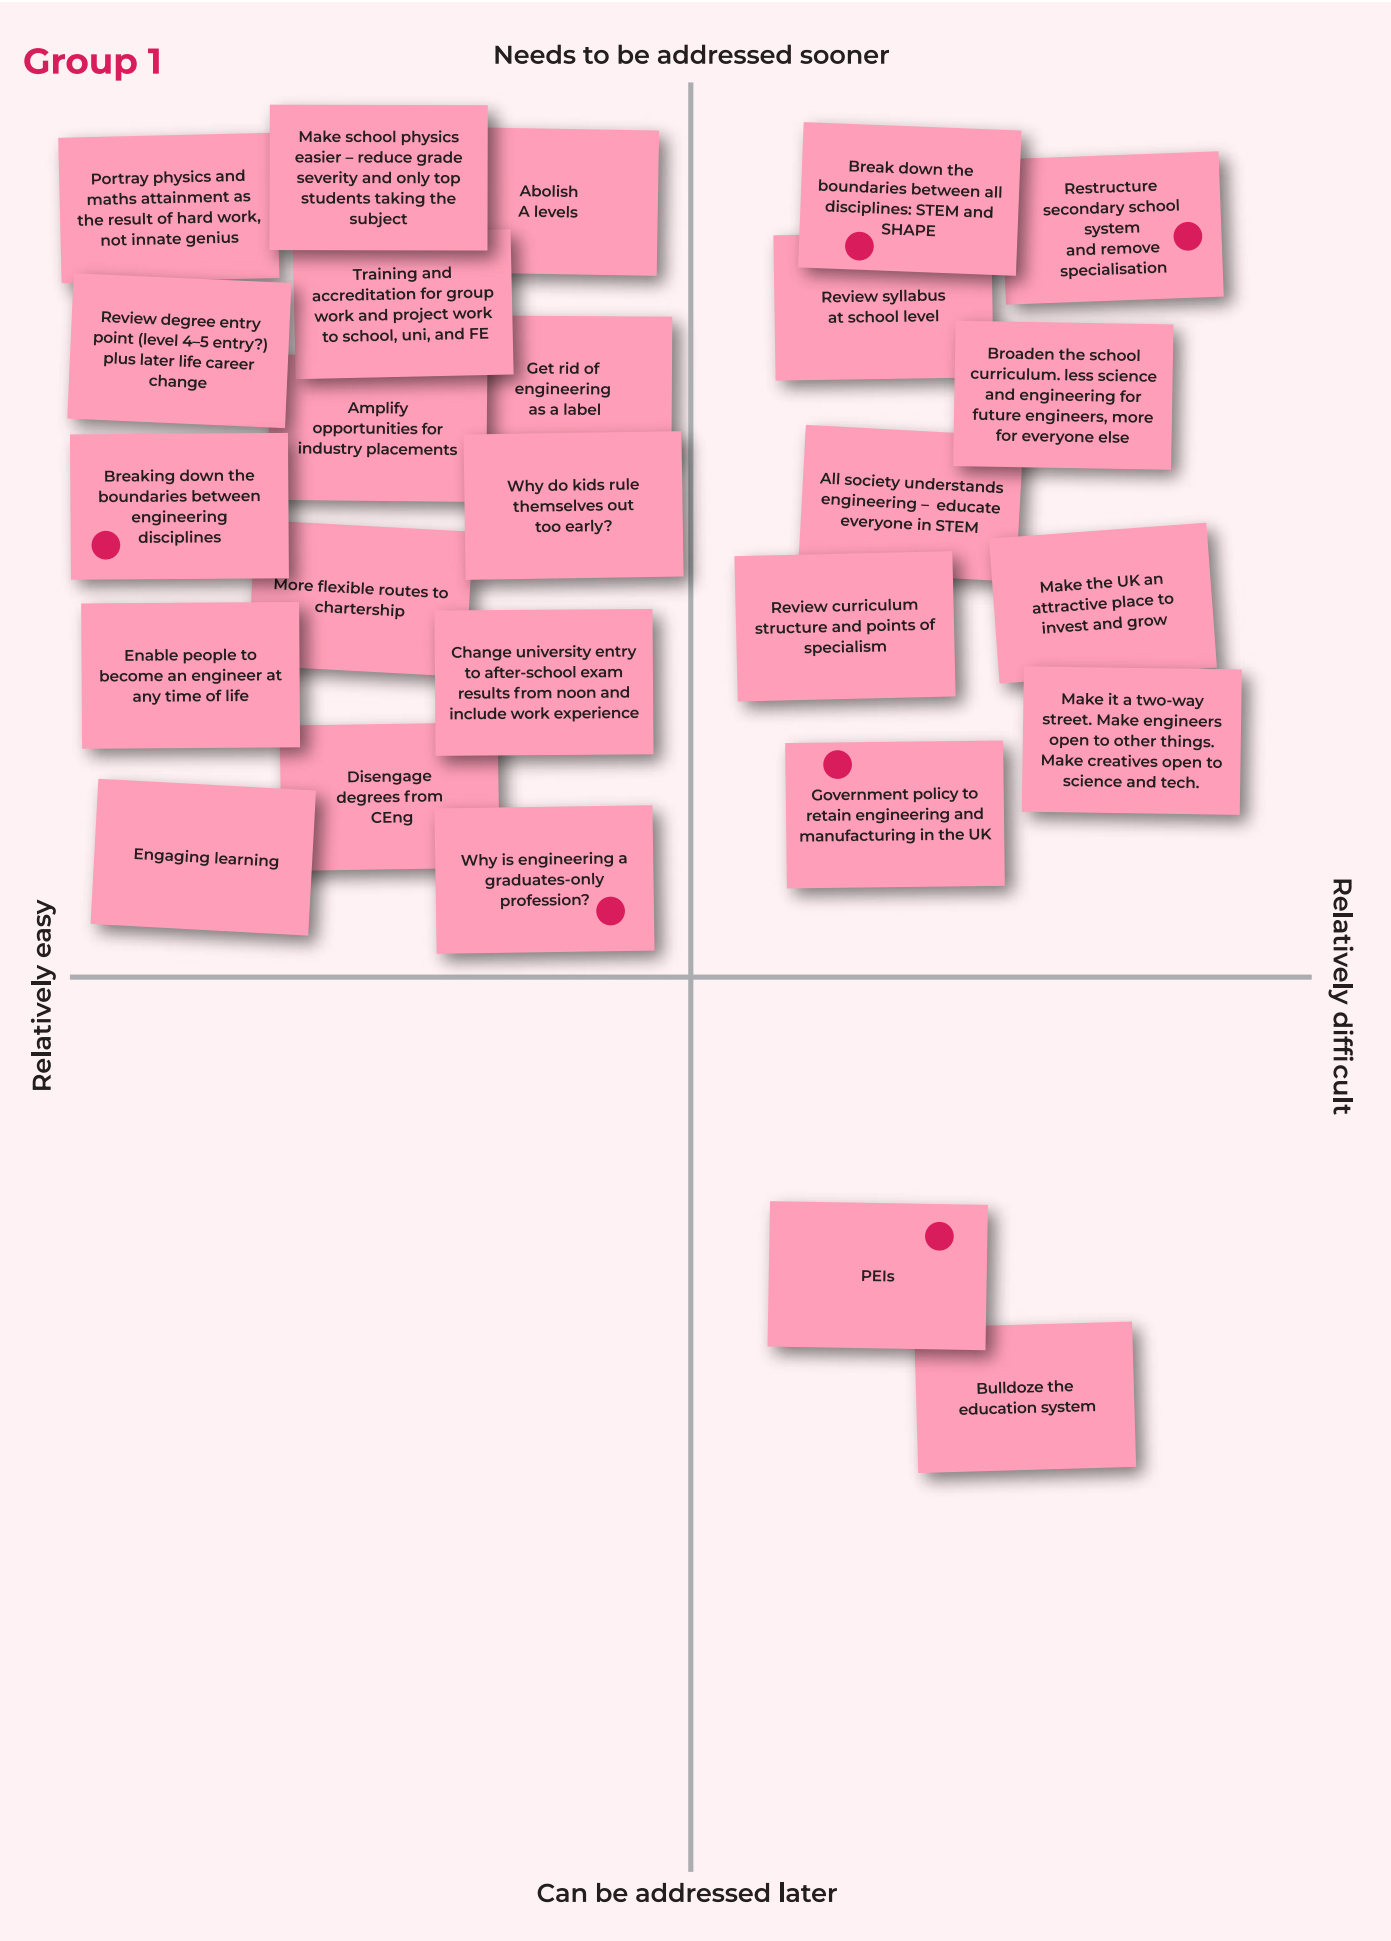 Group 1
Needs to be addressed sooner
Portray physics and
maths attainment as
the result of hard work,
not innate genius
Make school physics
easier – reduce grade
severity and only top
students taking the
subject
Abolish
A levels
Review degree entry
point (level 4–5 entry?)
plus later life career
change
Training and
accreditation for group
work and project work
to school, uni, and FE
Get rid of
engineering
as a label
Amplify
opportunities for
industry placements
Breaking down the
boundaries between
engineering
disciplines
Why do kids rule
themselves out
too early?
More flexible routes to
chartership
Enable people to
become an engineer at
any time of life
Change university entry
to after-school exam
results from noon and
include work experience
Disengage
degrees from
CEng
Engaging learning
Why is engineering a
graduates-only
profession?
Break down the
boundaries between all
disciplines: STEM and
SHAPE
Restructure
secondary school
system
and remove
specialisation
Review syllabus
at school level
Broaden the school
curriculum. less science
and engineering for
future engineers, more
for everyone else
All society understands
engineering – educate
everyone in STEM
Review curriculum
structure and points of
specialism
Make the UK an
attractive place to
invest and grow
Make it a two-way
street. Make engineers
open to other things.
Make creatives open to
science and tech.
Government policy to
retain engineering and
manufacturing in the UK
Relatively easy
Relatively difficult
PEIs
Bulldoze the
education system
Can be addressed later